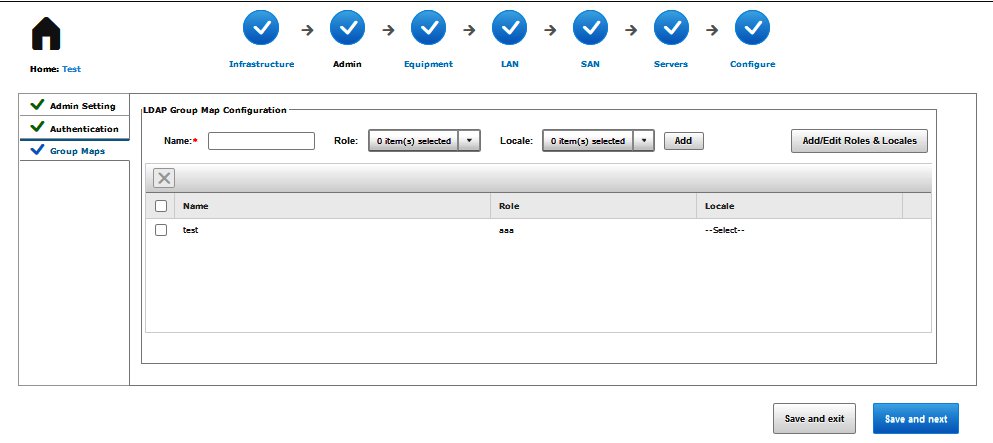 Home: Test
Infrastructure
Admin
Equipment
LAN
SAN
Servers
Configure
Admin Setting
Authentication
Group Maps
LDAP Group Map Configuration
Name:* Role: 0 item(s) selected Locale: 0 item(s) selected Add Add/Edit Roles & Locales
Name Role Locale
test aaa --Select--
Save and exit Save and next